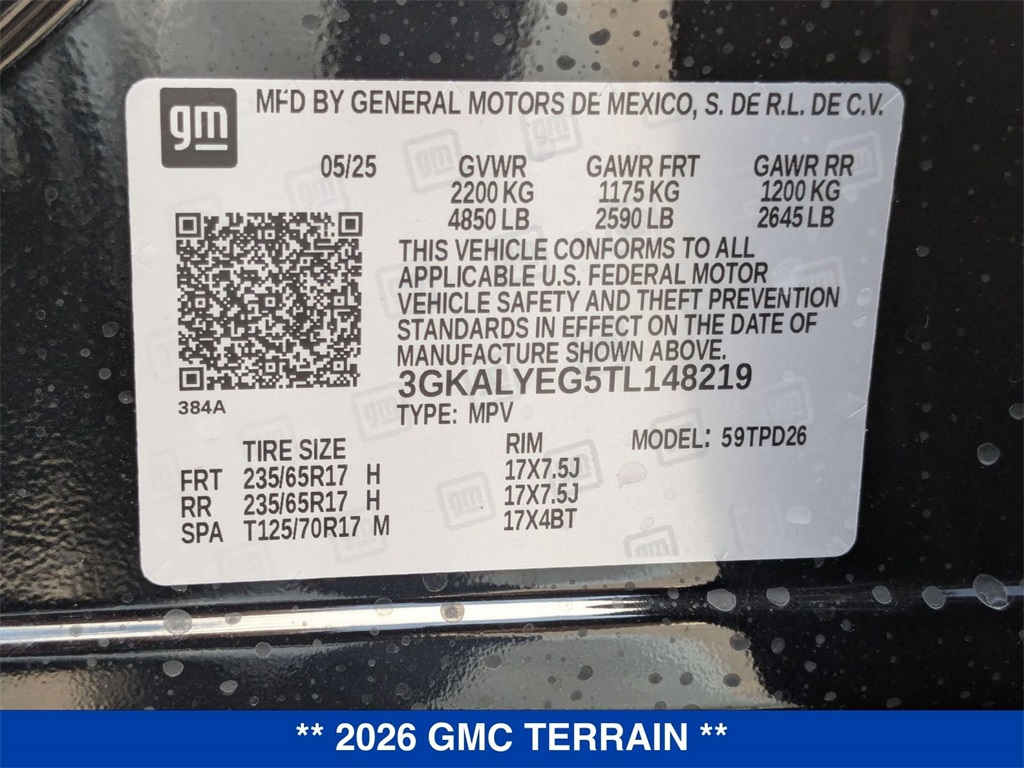 gm MFD BY GENERAL MOTORS DE MEXICO, S. DE R.L. DE C.V.
05/25 GVWR GAWR FRT GAWR RR
2200 KG 1175 KG 1200 KG
4850 LB 2590 LB 2645 LB
THIS VEHICLE CONFORMS TO ALL
APPLICABLE U.S. FEDERAL MOTOR
VEHICLE SAFETY AND THEFT PREVENTION
STANDARDS IN EFFECT ON THE DATE OF
MANUFACTURE SHOWN ABOVE.
3GKALYEG5TL148219
384A
TYPE: MPV
TIRE SIZE RIM MODEL: 59TPD26
FRT 235/65R17 H 17X7.5J
RR 235/65R17 H 17X7.5J
SPA T125/70R17 M 17X4BT
** 2026 GMC TERRAIN **